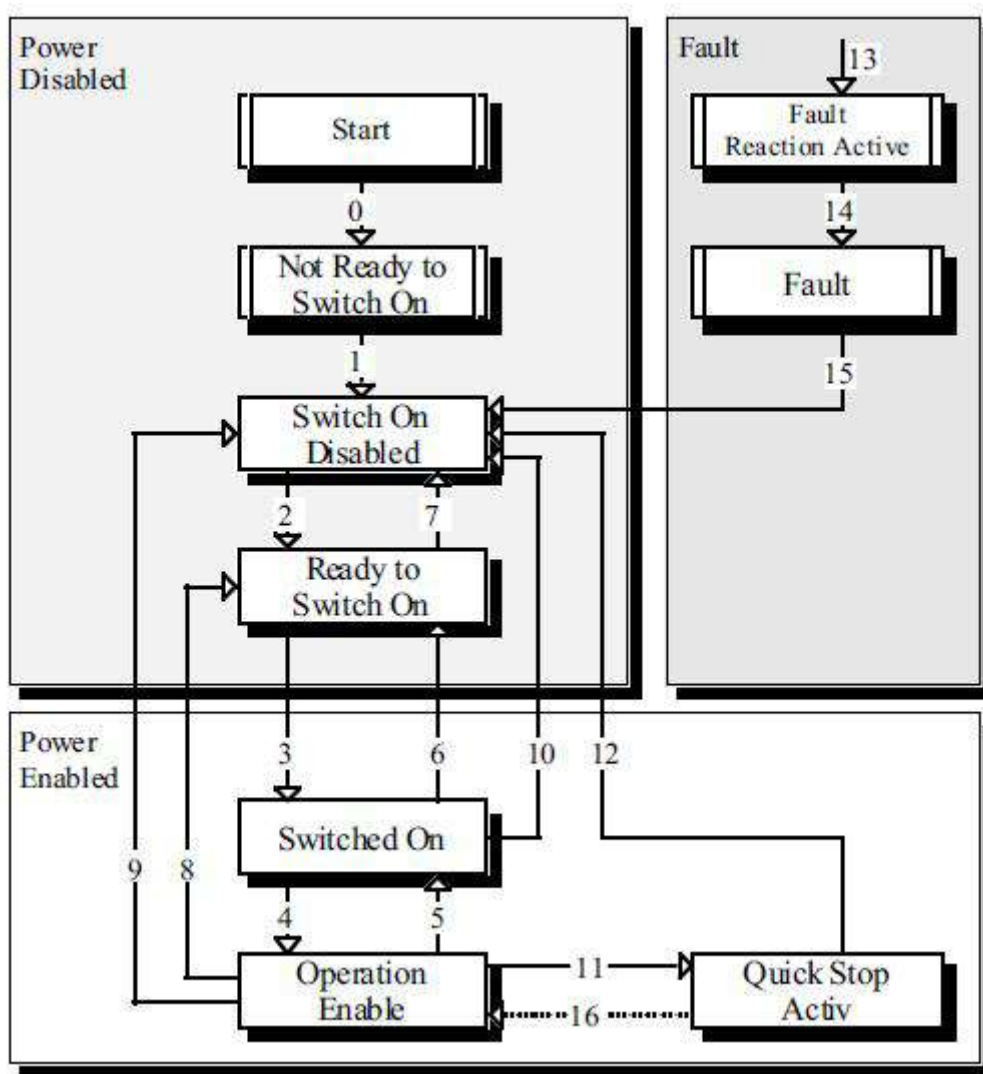 Power
Disabled
Start
0
Not Ready to
Switch On
1
Switch On
Disabled
2
7
Ready to
Switch On
Fault
13
Fault
Reaction Active
14
Fault
15
Power
Enabled
3
6
10
12
Switched On
9
8
4
5
Operation
Enable
11
16
Quick Stop
Activ